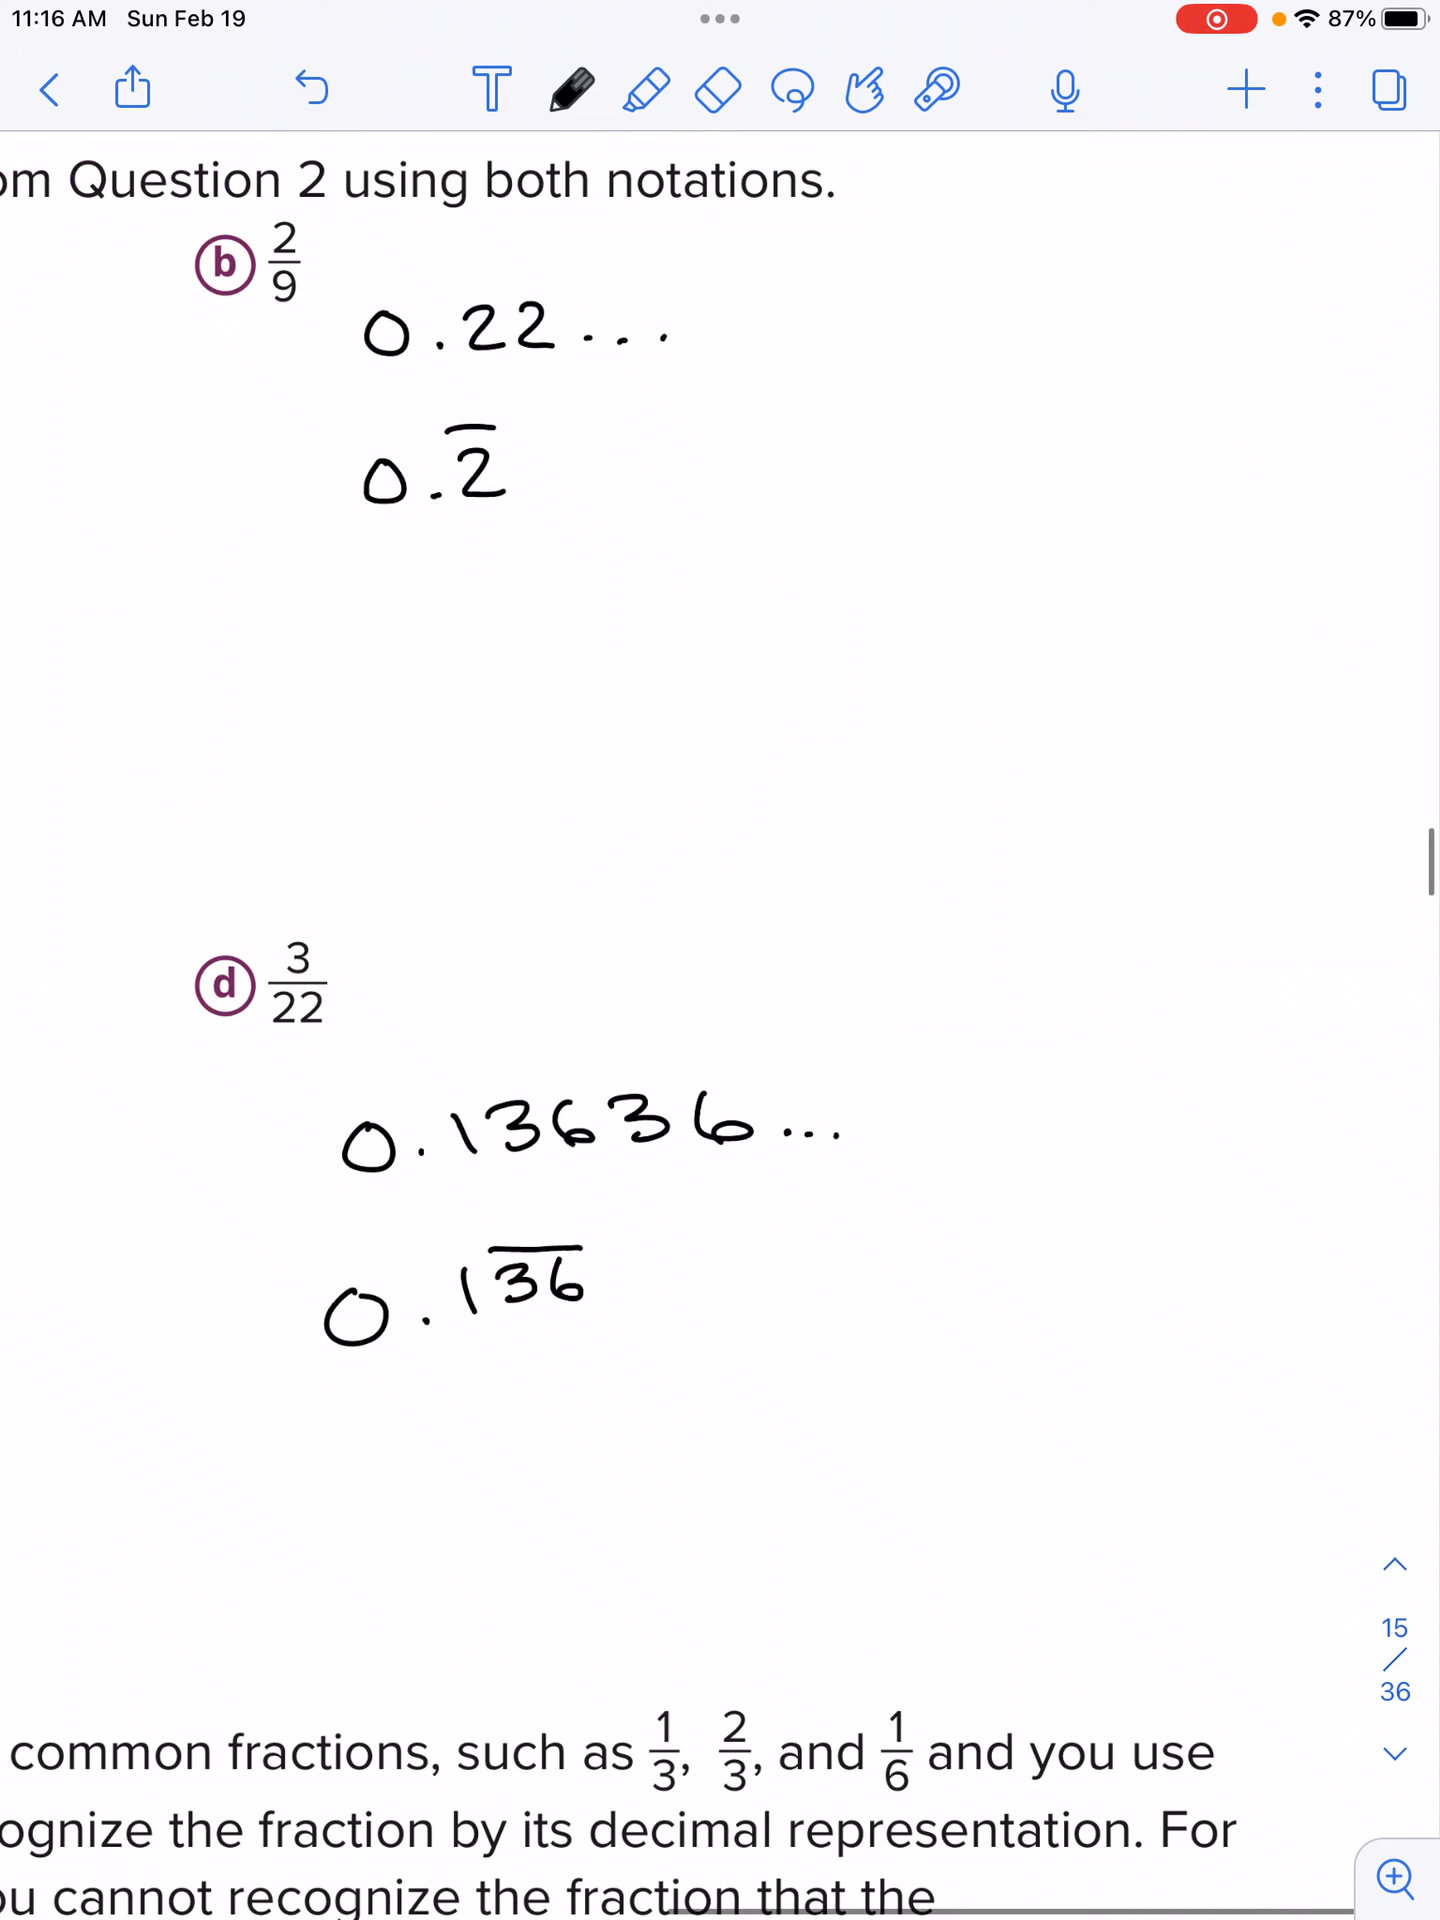 11:16 AM Sun Feb 19
87%
om Question 2 using both notations.
b 2/9
0.22...
0.2̅
d 3/22
0.13636...
0.13̅6̅
15
/
36
common fractions, such as 1/3, 2/3, and 1/6 and you use
ognize the fraction by its decimal representation. For
ou cannot recognize the fraction that the